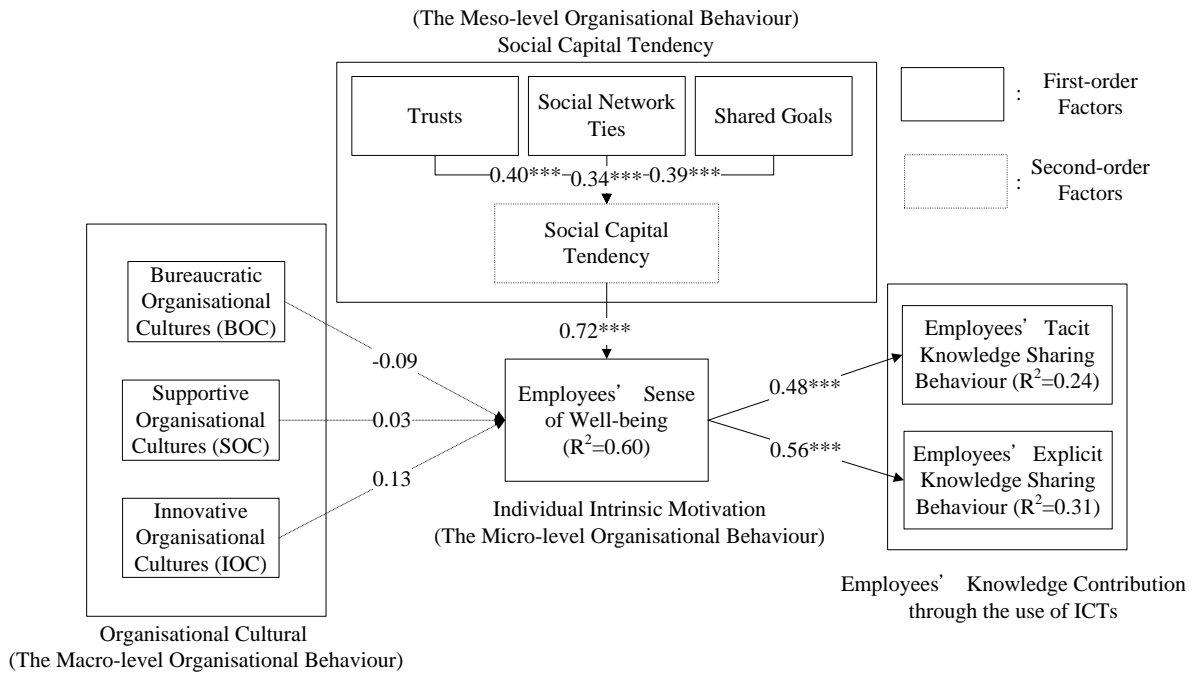 (The Meso-level Organisational Behaviour)
Social Capital Tendency
Trusts
Social Network
Ties
Shared Goals
: First-order
Factors
0.40***
0.34***
0.39***
: Second-order
Factors
Social Capital
Tendency
Bureaucratic
Organisational
Cultures (BOC)
-0.09
Supportive
Organisational
Cultures (SOC)
0.03
Innovative
Organisational
Cultures (IOC)
0.13
Organisational Cultural
(The Macro-level Organisational Behaviour)
0.72***
Employees’ Sense
of Well-being
(R²=0.60)
Individual Intrinsic Motivation
(The Micro-level Organisational Behaviour)
0.48***
0.56***
Employees’ Tacit
Knowledge Sharing
Behaviour (R²=0.24)
Employees’ Explicit
Knowledge Sharing
Behaviour (R²=0.31)
Employees’ Knowledge Contribution
through the use of ICTs